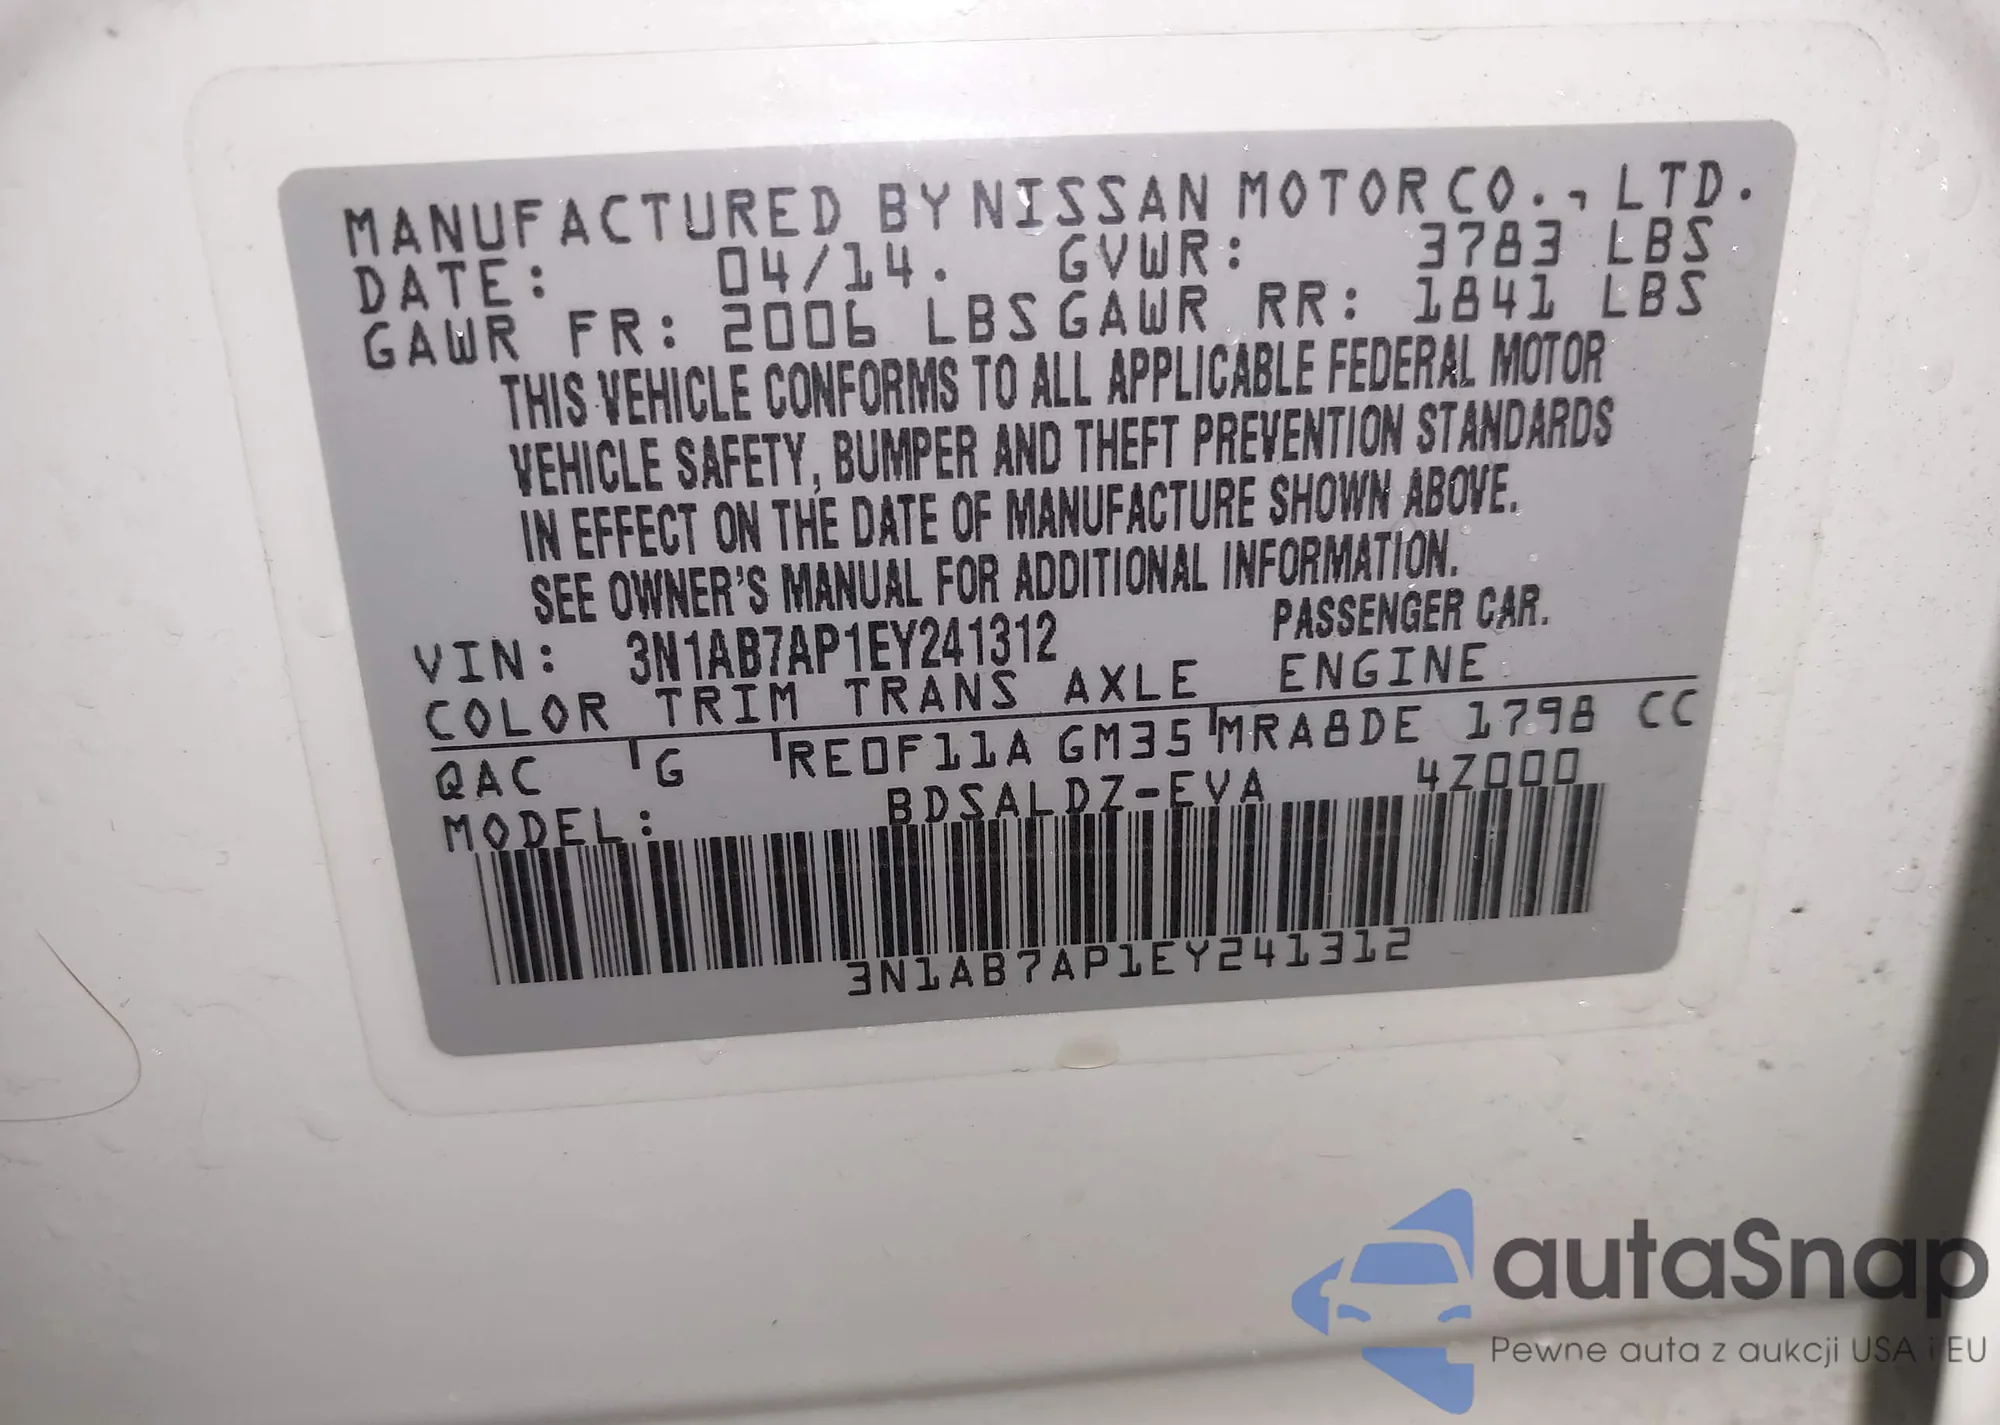 MANUFACTURED BY NISSAN MOTOR CO., LTD.
DATE: 04/14. GVWR: 3783 LBS
GAWR FR: 2006 LBS GAWR RR: 1841 LBS
THIS VEHICLE CONFORMS TO ALL APPLICABLE FEDERAL MOTOR
VEHICLE SAFETY, BUMPER AND THEFT PREVENTION STANDARDS
IN EFFECT ON THE DATE OF MANUFACTURE SHOWN ABOVE.
SEE OWNER'S MANUAL FOR ADDITIONAL INFORMATION.
VIN: 3N1AB7AP1EY241312 PASSENGER CAR.
COLOR TRIM TRANS AXLE ENGINE
QAC G RE0F11A GM35 MRA8DE 1798 CC
MODEL: BDSALDZ-EVA 4Z000
3N1AB7AP1EY241312
autaSnap
Pewne auta z aukcji USA i EU